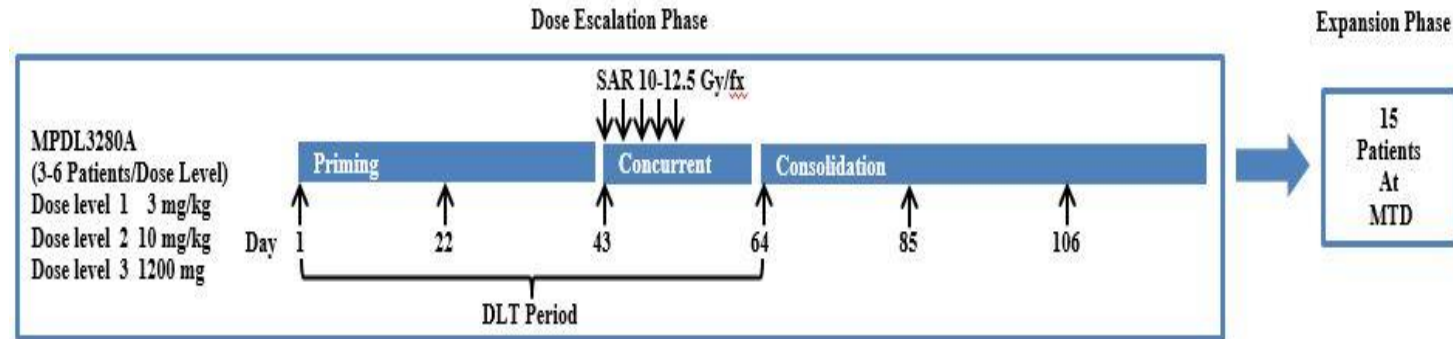 Dose Escalation Phase
Expansion Phase
SAR 10-12.5 Gy/fx
MPDL3280A
(3-6 Patients/Dose Level)
Dose level 1 3 mg/kg
Dose level 2 10 mg/kg
Dose level 3 1200 mg
Priming
Concurrent
Consolidation
Day 1 22 43 64 85 106
DLT Period
15
Patients
At
MTD